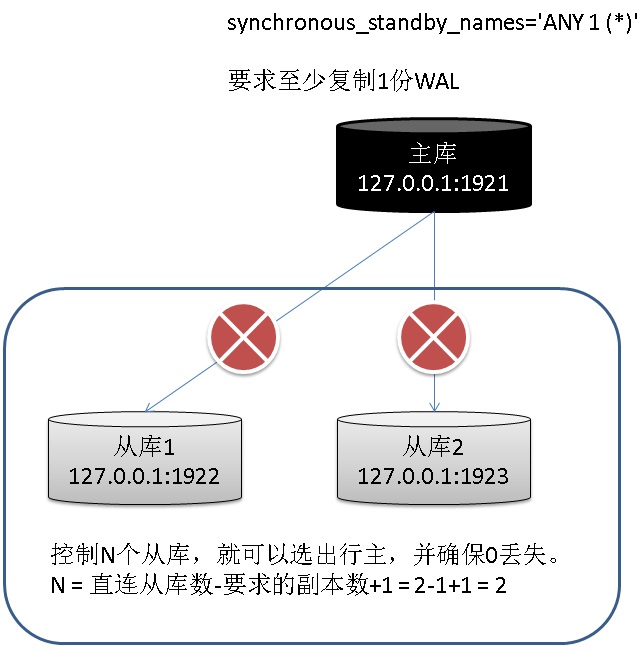 synchronous_standby_names='ANY 1 (*)'
要求至少复制1份WAL
主库
127.0.0.1:1921
从库1
127.0.0.1:1922
从库2
127.0.0.1:1923
控制N个从库，就可以选出行主，并确保0丢失。
N = 直连从库数-要求的副本数+1 = 2-1+1 = 2